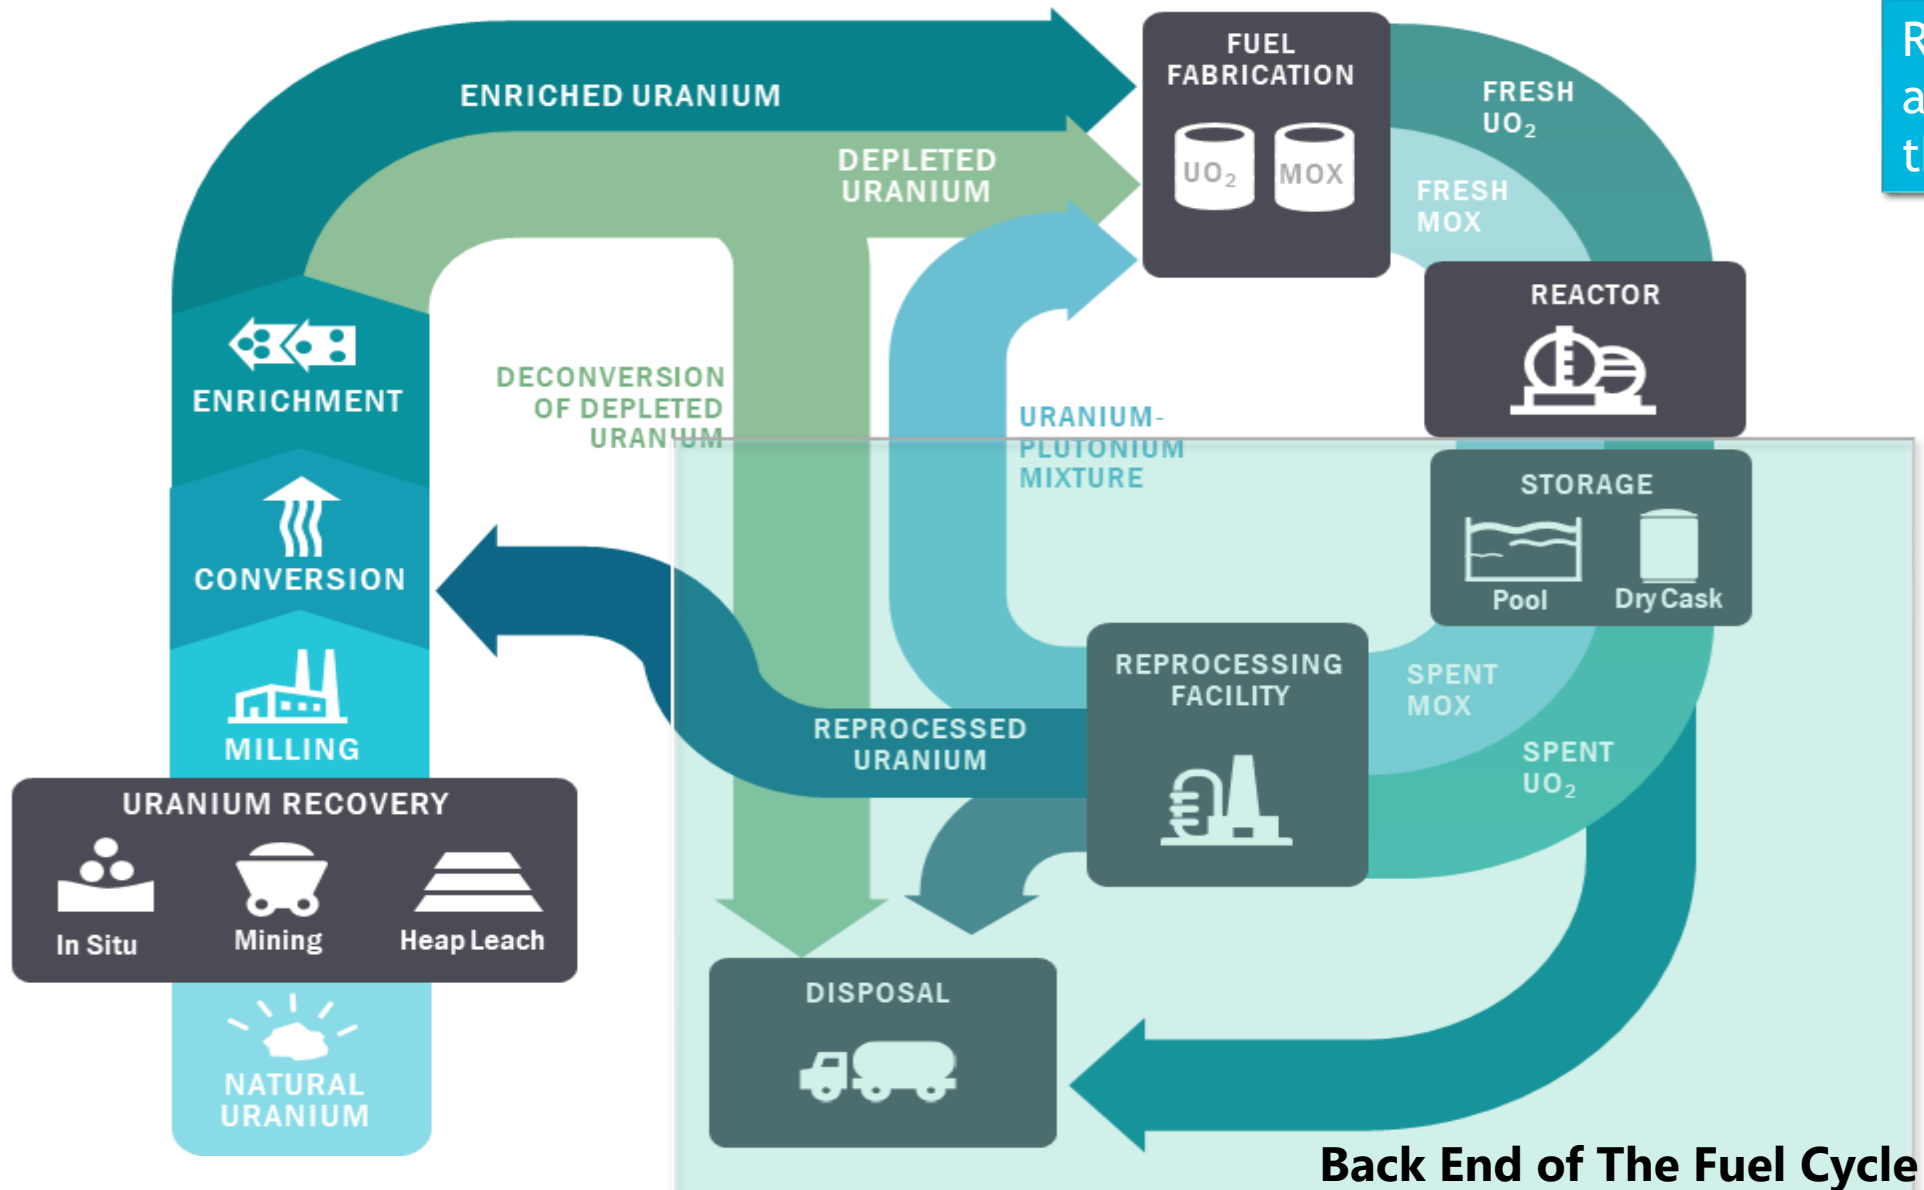 ENRICHED URANIUM
DEPLETED
URANIUM
FUEL
FABRICATION
UO₂
MOX
FRESH
UO₂
FRESH
MOX
REACTOR
ENRICHMENT
DECONVERSION
OF DEPLETED
URANIUM
URANIUM-
PLUTONIUM
MIXTURE
STORAGE
Pool
Dry Cask
CONVERSION
MILLING
REPROCESSED
URANIUM
REPROCESSING
FACILITY
SPENT
MOX
SPENT
UO₂
URANIUM RECOVERY
In Situ
Mining
Heap Leach
DISPOSAL
NATURAL
URANIUM
Back End of The Fuel Cycle